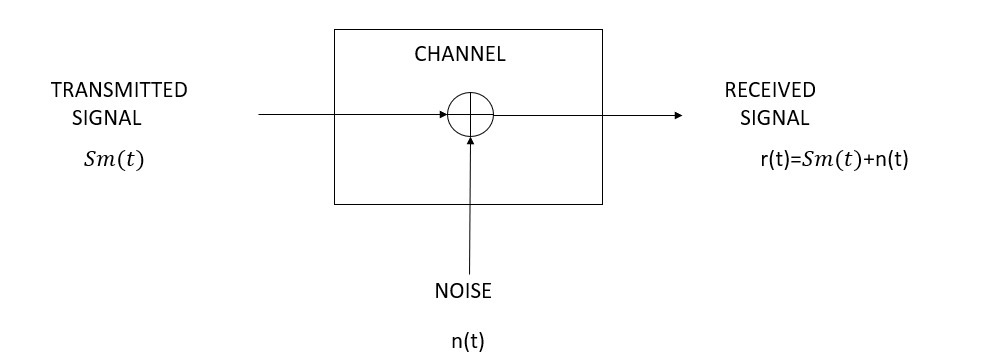 CHANNEL
TRANSMITTED
SIGNAL
Sm(t)
RECEIVED
SIGNAL
r(t)=Sm(t)+n(t)
NOISE
n(t)